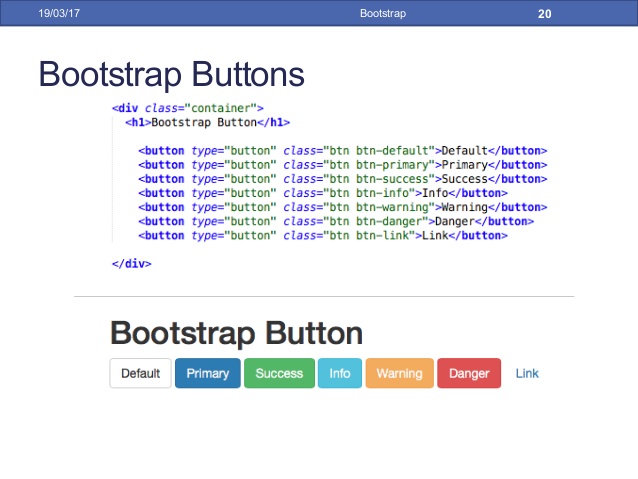 19/03/17 Bootstrap 20
Bootstrap Buttons
<div class="container">
<h1>Bootstrap Button</h1>
<button type="button" class="btn btn-default">Default</button>
<button type="button" class="btn btn-primary">Primary</button>
<button type="button" class="btn btn-success">Success</button>
<button type="button" class="btn btn-info">Info</button>
<button type="button" class="btn btn-warning">Warning</button>
<button type="button" class="btn btn-danger">Danger</button>
<button type="button" class="btn btn-link">Link</button>
</div>
Bootstrap Button
Default Primary Success Info Warning Danger Link